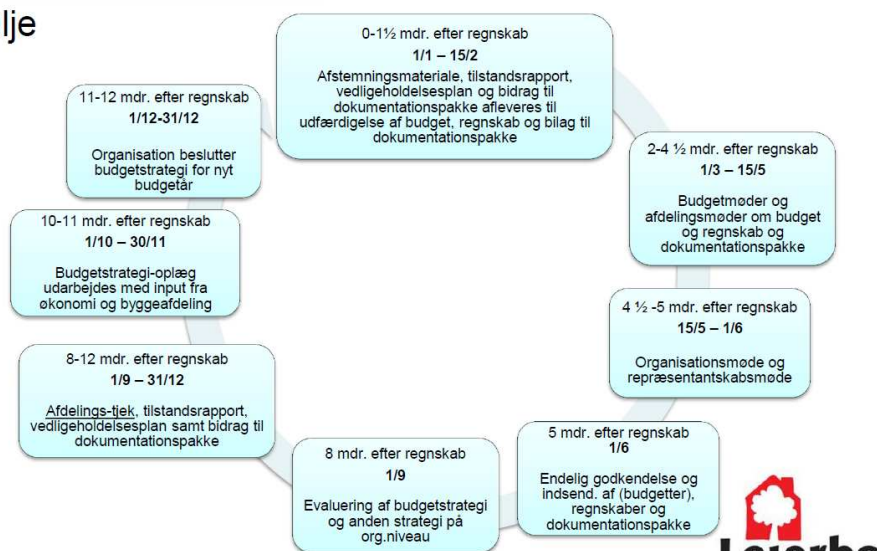 lje
0-1½ mdr. efter regnskab
1/1 – 15/2
Afstemningsmateriale, tilstandsrapport,
vedligeholdelsesplan og bidrag til
dokumentationspakke afleveres til
udfærdigelse af budget, regnskab og bilag til
dokumentationspakke
2-4 ½ mdr. efter regnskab
1/3 – 15/5
Budgetmøder og
afdelingsmøder om budget
og regnskab og
dokumentationspakke
4 ½ -5 mdr. efter regnskab
15/5 – 1/6
Organisationsmøde og
repræsentantskabsmøde
5 mdr. efter regnskab
1/6
Endelig godkendelse og
indsend. af (budgetter),
regnskaber og
dokumentationspakke
8 mdr. efter regnskab
1/9
Evaluering af budgetstrategi
og anden strategi på
org.niveau
8-12 mdr. efter regnskab
1/9 – 31/12
Afdelings-tjek, tilstandsrapport,
vedligeholdelsesplan samt bidrag til
dokumentationspakke
10-11 mdr. efter regnskab
1/10 – 30/11
Budgetstrategi-oplæg
udarbejdes med input fra
økonomi og byggeafdeling
11-12 mdr. efter regnskab
1/12-31/12
Organisation beslutter
budgetstrategi for nyt
budgetår